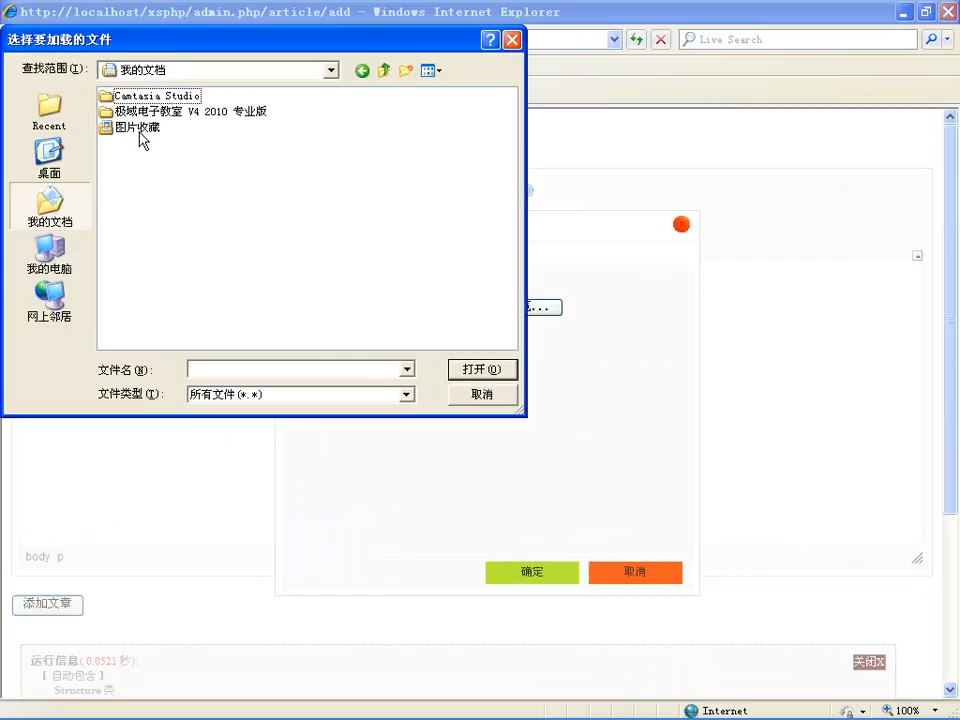 http://localhost/xsphp/admin.php/article/add - Windows Internet Explorer
选择要加载的文件
Live Search
查找范围(I):
我的文档
Camtasia Studio
极域电子教室 V4 2010 专业版
图片收藏
Recent
桌面
我的文档
我的电脑
网上邻居
文件名(N):
打开(O)
文件类型(T):
所有文件(*.*)
取消
body p
确定
取消
添加文章
运行信息( 0.0521 秒):
关闭X
[ 自动包含 ]
Structure 类
Internet
100%